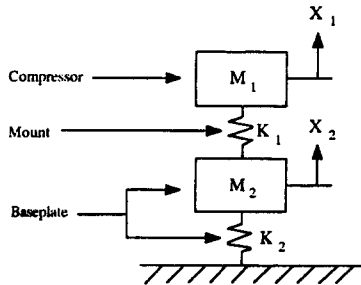 X 1
Compressor
M 1
Mount
K 1
X 2
M 2
Baseplate
K 2